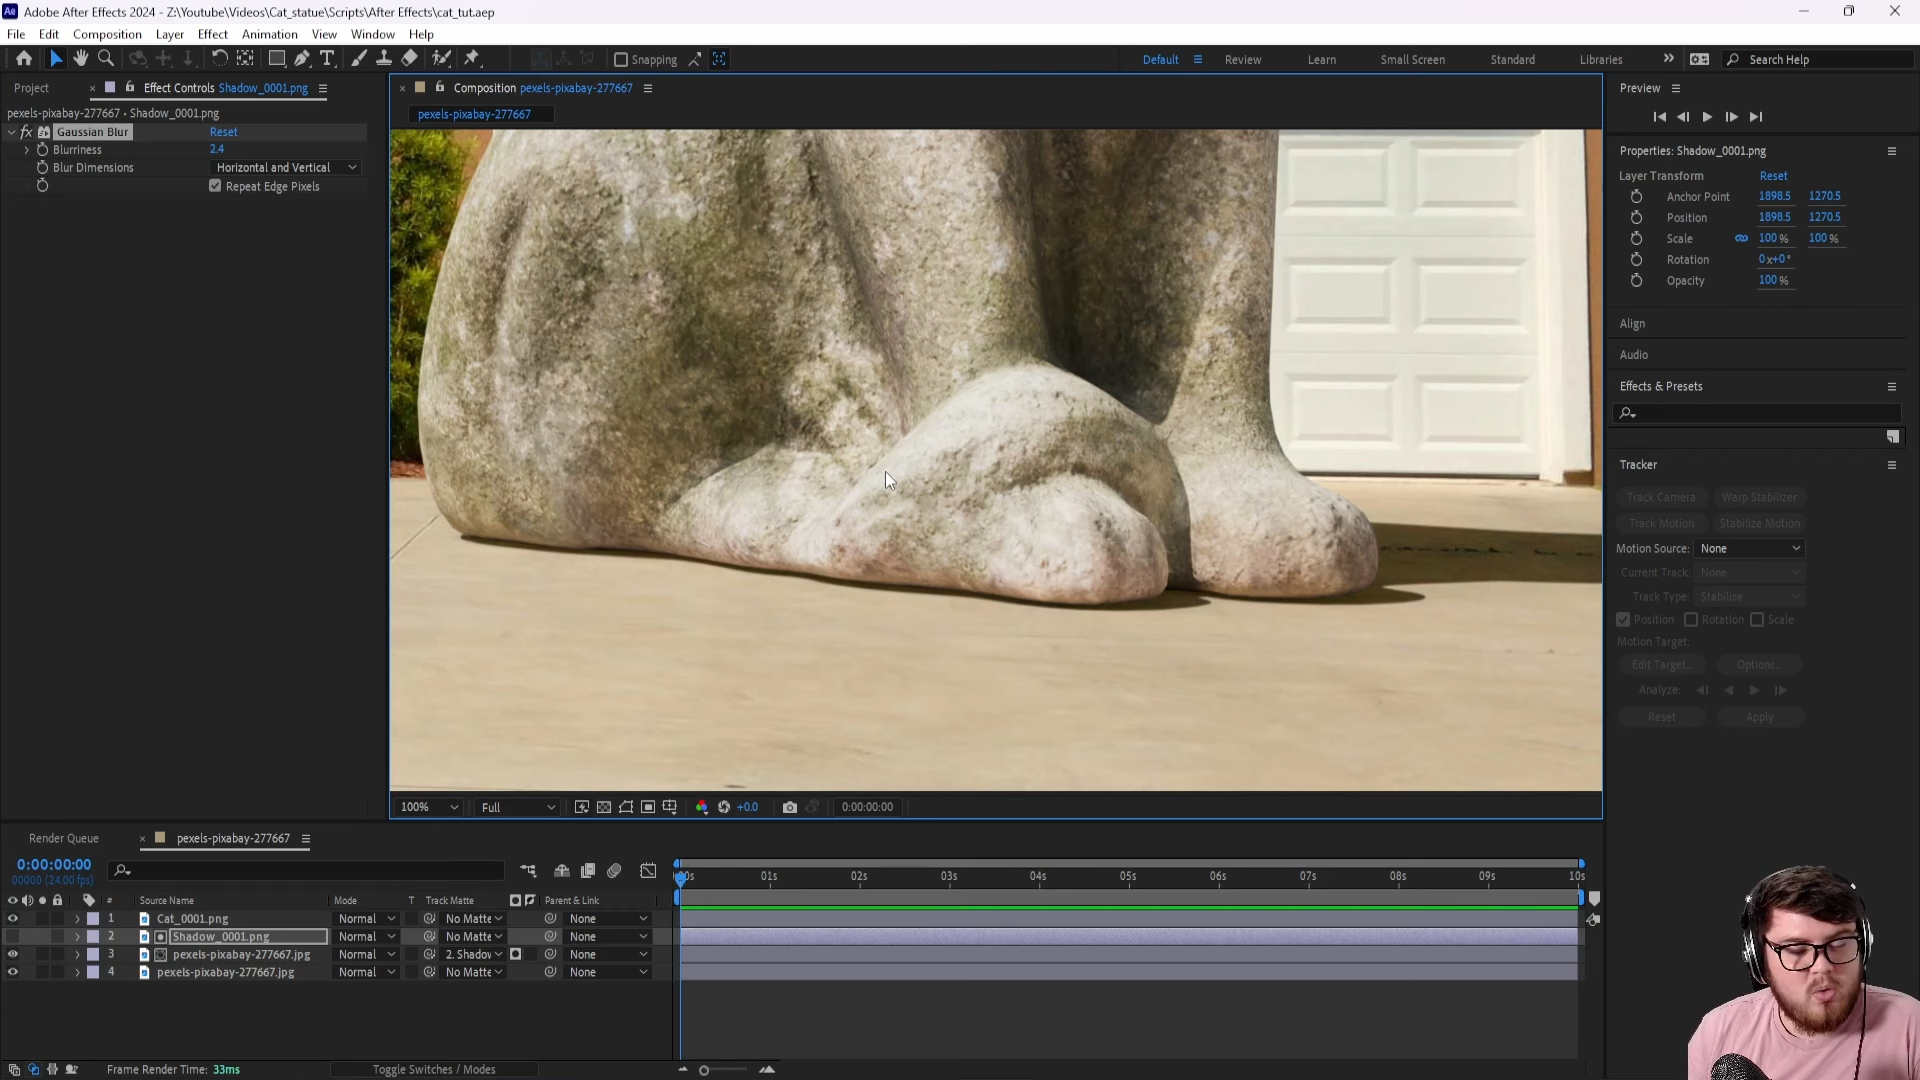 Adobe After Effects 2024 - Z:\Youtube\Videos\Cat_statue\Scripts\After Effects\cat_tut.aep
File Edit Composition Layer Effect Animation View Window Help
Snapping
Default Review Learn Small Screen Standard Libraries Search Help
Project Effect Controls Shadow_0001.png
pexels-pixabay-277667 • Shadow_0001.png
fx Gaussian Blur Reset
Blurriness 2.4
Blur Dimensions Horizontal and Vertical
Repeat Edge Pixels
Composition pexels-pixabay-277667
pexels-pixabay-277667
100% Full +0.0 0:00:00:00
Preview
Properties: Shadow_0001.png
Layer Transform Reset
Anchor Point 1898.5 1270.5
Position 1898.5 1270.5
Scale 100 % 100 %
Rotation 0x+0°
Opacity 100 %
Align
Audio
Effects & Presets
Tracker
Track Camera Warp Stabilizer
Track Motion Stabilize Motion
Motion Source: None
Current Track: None
Track Type: Stabilize
Position Rotation Scale
Motion Target:
Edit Target... Options...
Analyze:
Reset Apply
Render Queue pexels-pixabay-277667
0:00:00:00
00000 (24.00 fps)
# Source Name Mode T Track Matte Parent & Link
1 Cat_0001.png Normal No Matte None
2 Shadow_0001.png Normal No Matte None
3 pexels-pixabay-277667.jpg Normal 2. Shadow None
4 pexels-pixabay-277667.jpg Normal No Matte None
00s 01s 02s 03s 04s 05s 06s 07s 08s 09s 10s
Frame Render Time: 33ms Toggle Switches / Modes